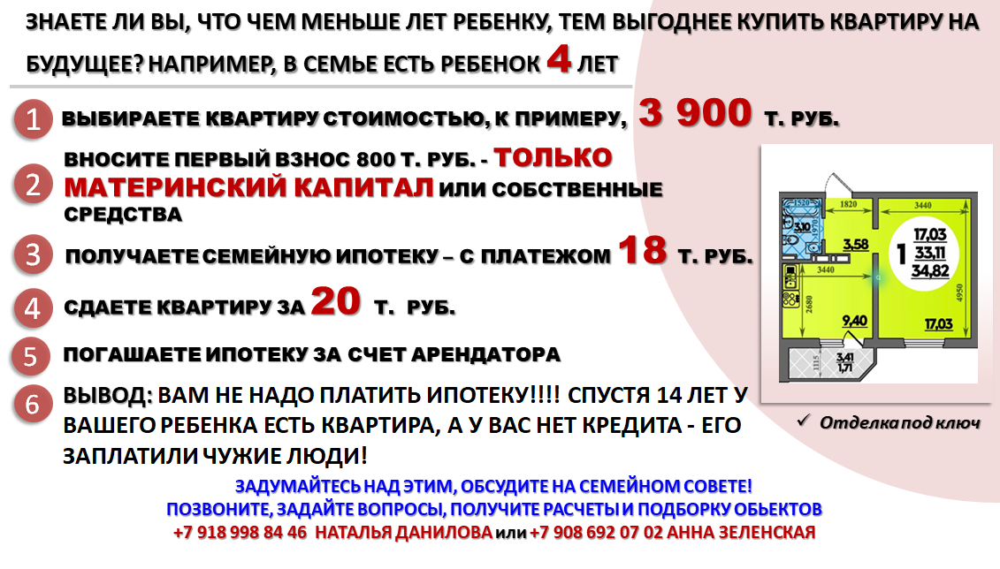 ЗНАЕТЕ ЛИ ВЫ, ЧТО ЧЕМ МЕНЬШЕ ЛЕТ РЕБЕНКУ, ТЕМ ВЫГОДНЕЕ КУПИТЬ КВАРТИРУ НА
БУДУЩЕЕ? НАПРИМЕР, В СЕМЬЕ ЕСТЬ РЕБЕНОК 4 ЛЕТ
1 ВЫБИРАЕТЕ КВАРТИРУ СТОИМОСТЬЮ, К ПРИМЕРУ, 3 900 Т. РУБ.
2 ВНОСИТЕ ПЕРВЫЙ ВЗНОС 800 Т. РУБ. - ТОЛЬКО
МАТЕРИНСКИЙ КАПИТАЛ ИЛИ СОБСТВЕННЫЕ
СРЕДСТВА
3 ПОЛУЧАЕТЕ СЕМЕЙНУЮ ИПОТЕКУ – С ПЛАТЕЖОМ 18 Т. РУБ.
4 СДАЕТЕ КВАРТИРУ ЗА 20 Т. РУБ.
5 ПОГАШАЕТЕ ИПОТЕКУ ЗА СЧЕТ АРЕНДАТОРА
6 ВЫВОД: ВАМ НЕ НАДО ПЛАТИТЬ ИПОТЕКУ!!!! СПУСТЯ 14 ЛЕТ У
ВАШЕГО РЕБЕНКА ЕСТЬ КВАРТИРА, А У ВАС НЕТ КРЕДИТА - ЕГО
ЗАПЛАТИЛИ ЧУЖИЕ ЛЮДИ!
1520
1820
3440
3,10
1970
3,58
1
17,03
33,11
34,82
3440
2680
4950
9,40
17,03
1115
3,41
1,71
✓ Отделка под ключ
ЗАДУМАЙТЕСЬ НАД ЭТИМ, ОБСУДИТЕ НА СЕМЕЙНОМ СОВЕТЕ!
ПОЗВОНИТЕ, ЗАДАЙТЕ ВОПРОСЫ, ПОЛУЧИТЕ РАСЧЕТЫ И ПОДБОРКУ ОБЬЕКТОВ
+7 918 998 84 46 НАТАЛЬЯ ДАНИЛОВА или +7 908 692 07 02 АННА ЗЕЛЕНСКАЯ